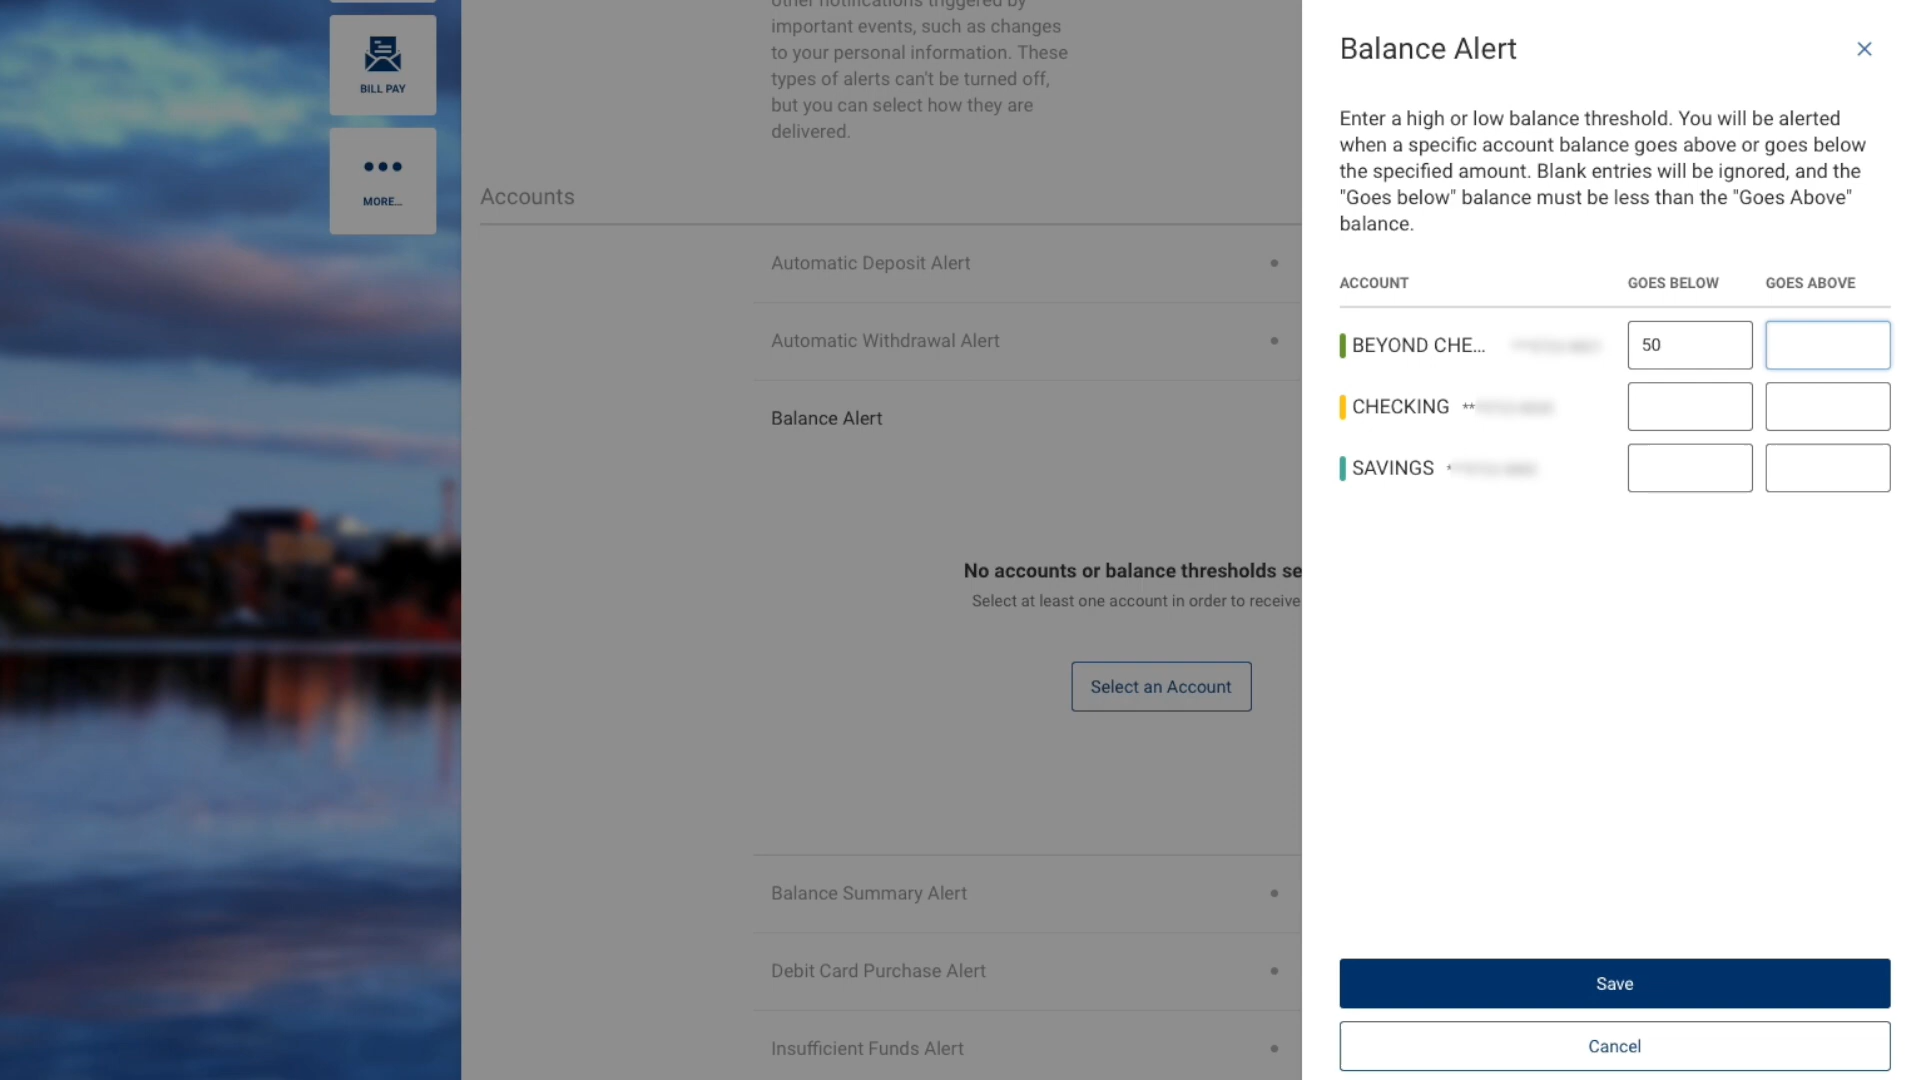 other notifications triggered by
important events, such as changes
to your personal information. These
types of alerts can't be turned off,
but you can select how they are
delivered.
BILL PAY
MORE...
Accounts
Automatic Deposit Alert
Automatic Withdrawal Alert
Balance Alert
No accounts or balance thresholds se
Select at least one account in order to receive
Select an Account
Balance Summary Alert
Debit Card Purchase Alert
Insufficient Funds Alert
Balance Alert
Enter a high or low balance threshold. You will be alerted
when a specific account balance goes above or goes below
the specified amount. Blank entries will be ignored, and the
"Goes below" balance must be less than the "Goes Above"
balance.
ACCOUNT GOES BELOW GOES ABOVE
BEYOND CHE... 50
CHECKING **
SAVINGS *
Save
Cancel